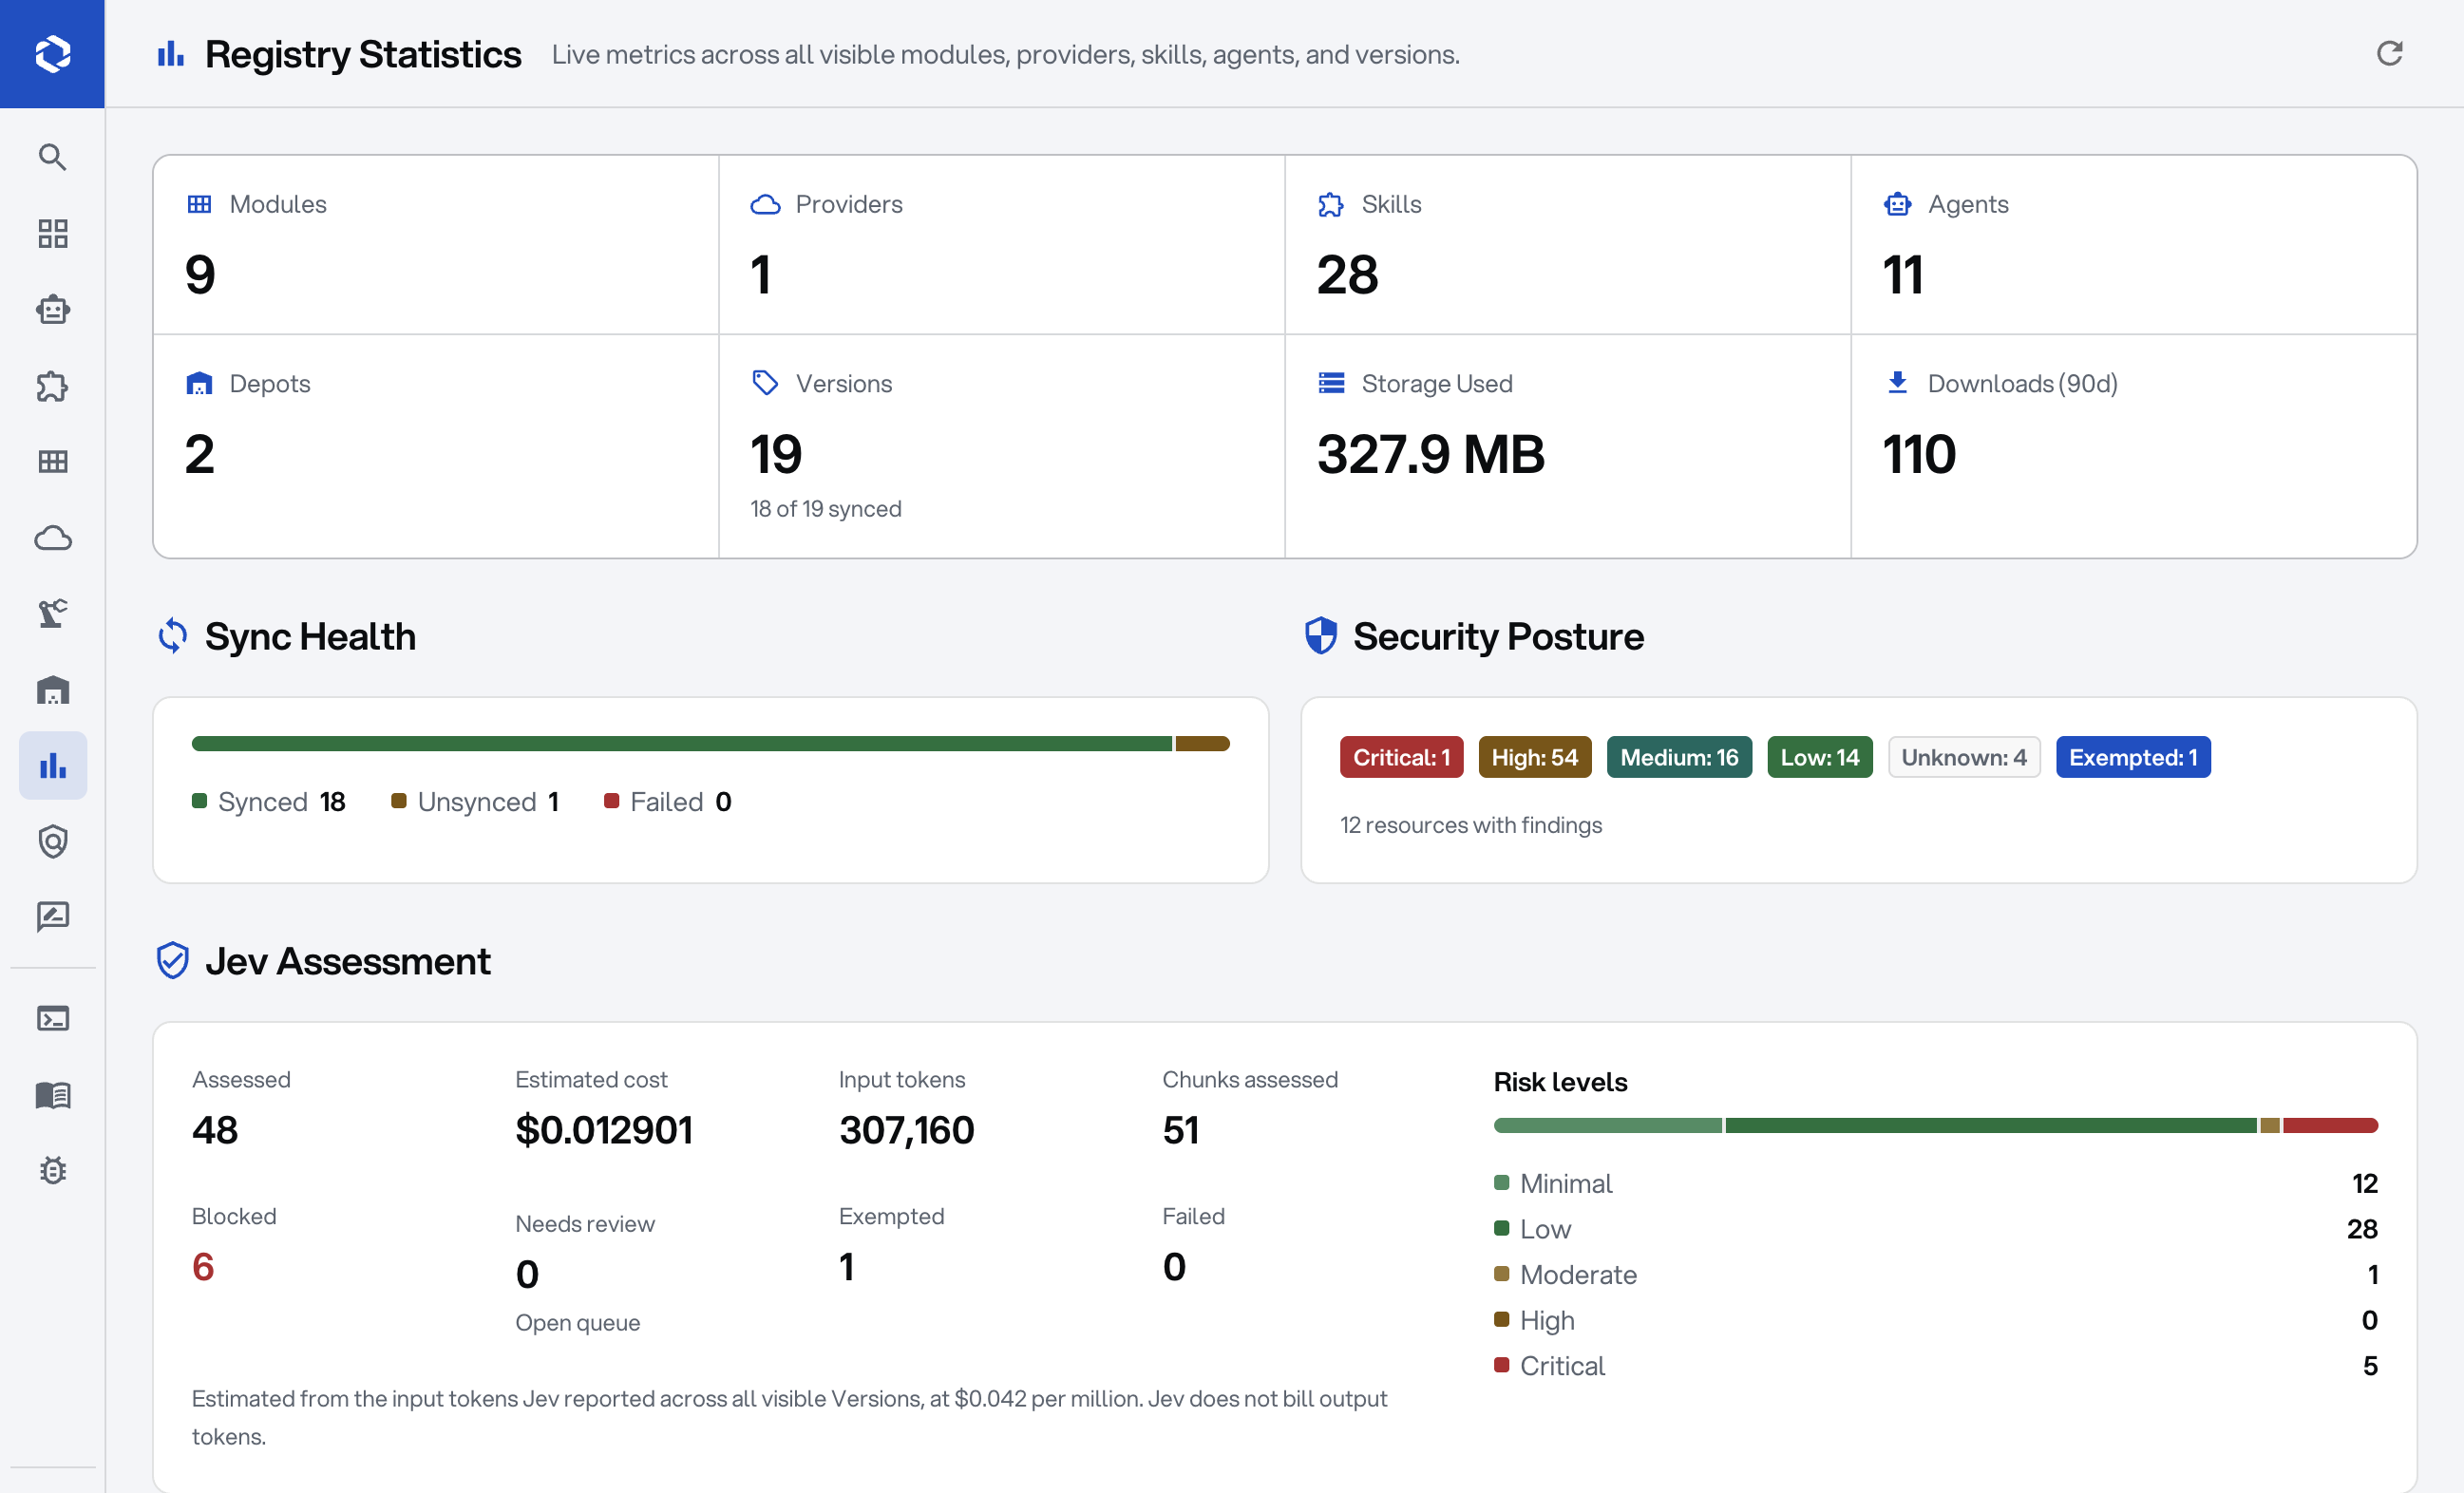 Registry Statistics
Live metrics across all visible modules, providers, skills, agents, and versions.
Modules
9
Providers
1
Skills
28
Agents
11
Depots
2
Versions
19
18 of 19 synced
Storage Used
327.9 MB
Downloads (90d)
110
Sync Health
Synced 18
Unsynced 1
Failed 0
Security Posture
Critical: 1
High: 54
Medium: 16
Low: 14
Unknown: 4
Exempted: 1
12 resources with findings
Jev Assessment
Assessed
48
Estimated cost
$0.012901
Input tokens
307,160
Chunks assessed
51
Blocked
6
Needs review
0
Open queue
Exempted
1
Failed
0
Estimated from the input tokens Jev reported across all visible Versions, at $0.042 per million. Jev does not bill output
tokens.
Risk levels
Minimal 12
Low 28
Moderate 1
High 0
Critical 5